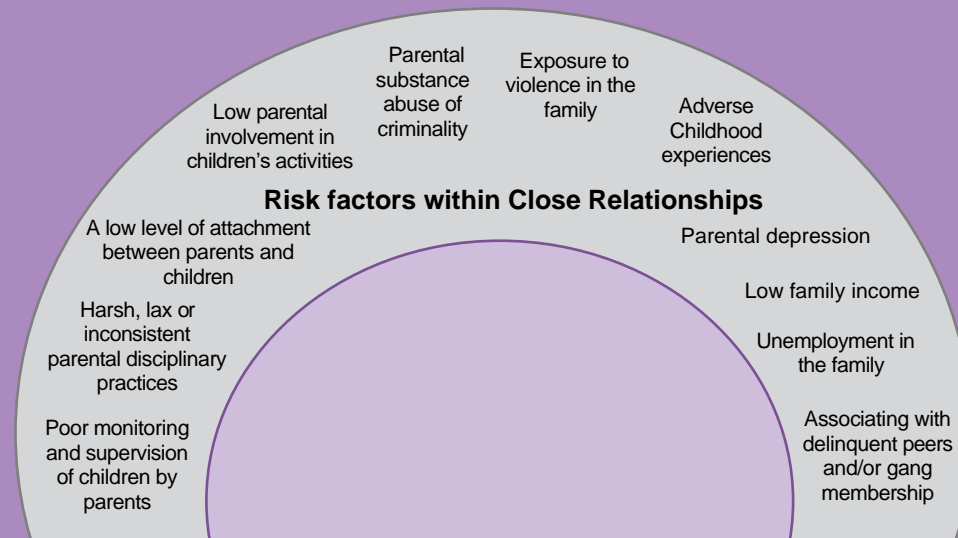 Parental
substance
abuse of
criminality
Exposure to
violence in the
family
Adverse
Childhood
experiences
Low parental
involvement in
children's activities
Risk factors within Close Relationships
A low level of attachment
between parents and
children
Parental depression
Harsh, lax or
inconsistent
parental disciplinary
practices
Low family income
Unemployment in
the family
Poor monitoring
and supervision
of children by
parents
Associating with
delinquent peers
and/or gang
membership